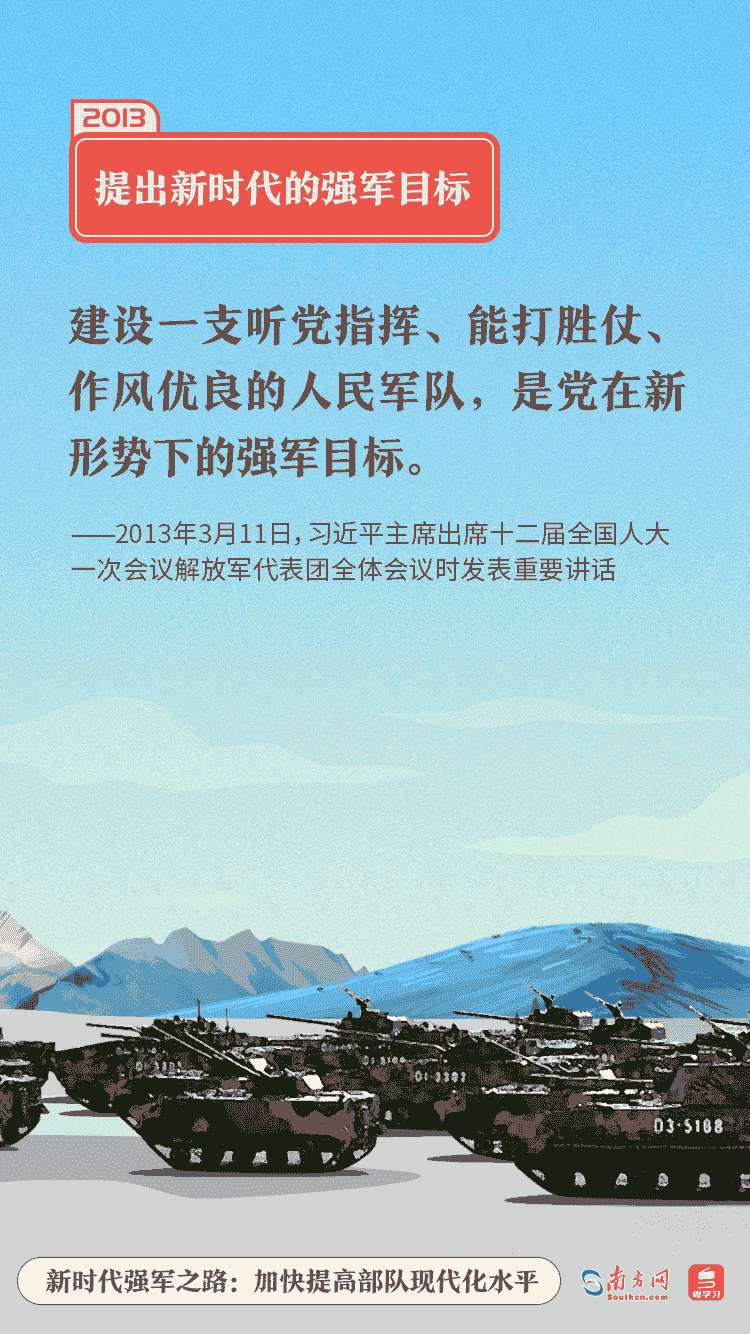 2013
提出新时代的强军目标
建设一支听党指挥、能打胜仗、
作风优良的人民军队，是党在新
形势下的强军目标。
——2013年3月11日，习近平主席出席十二届全国人大
一次会议解放军代表团全体会议时发表重要讲话
03·5108
新时代强军之路：加快提高部队现代化水平
南方网
Southcn.com
粤学习